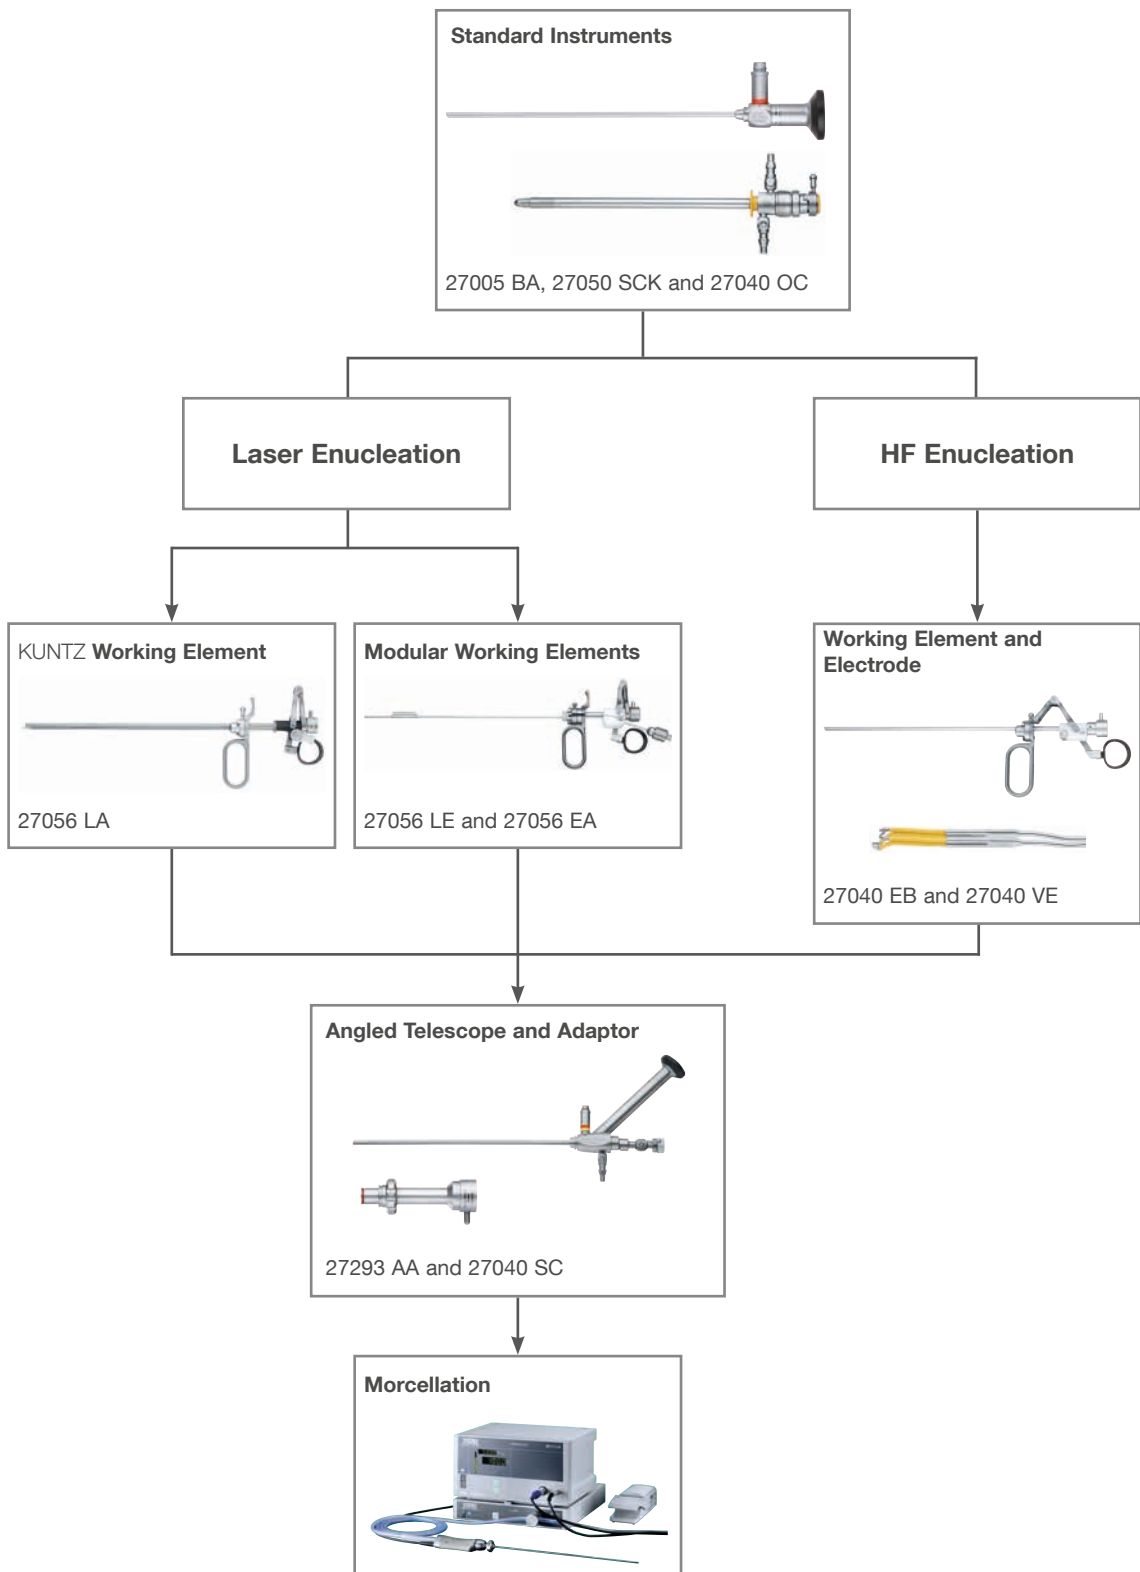 Standard Instruments
27005 BA, 27050 SCK and 27040 OC
Laser Enucleation
HF Enucleation
KUNTZ Working Element
27056 LA
Modular Working Elements
27056 LE and 27056 EA
Working Element and
Electrode
27040 EB and 27040 VE
Angled Telescope and Adaptor
27293 AA and 27040 SC
Morcellation